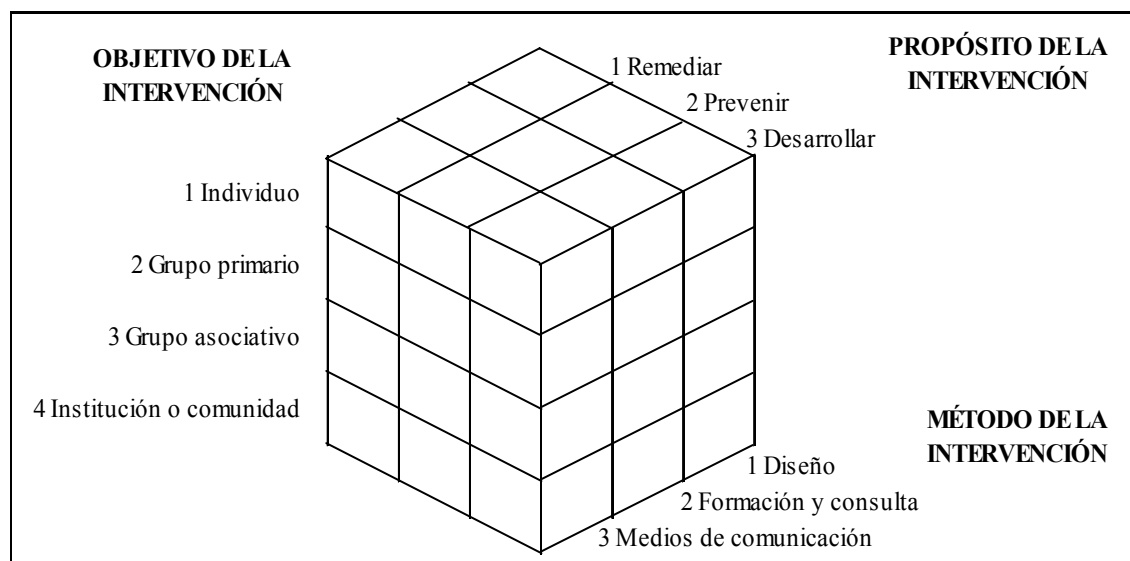 OBJETIVO DE LA
INTERVENCIÓN
PROPÓSITO DE LA
INTERVENCIÓN
1 Remediar
2 Prevenir
3 Desarrollar
1 Individuo
2 Grupo primario
3 Grupo asociativo
4 Institución o comunidad
MÉTODO DE LA
INTERVENCIÓN
1 Diseño
2 Formación y consulta
3 Medios de comunicación